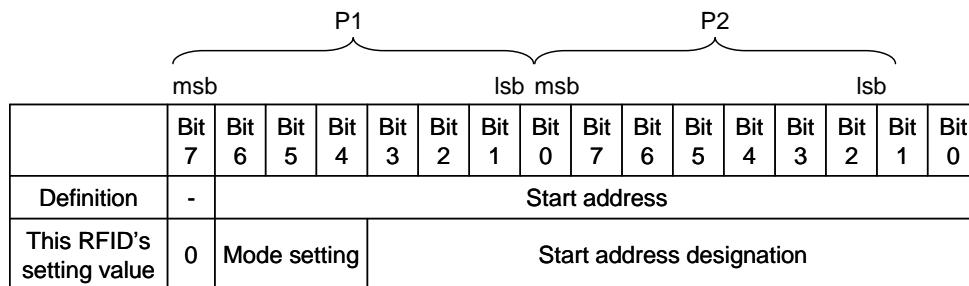 P1 P2
msb lsb msb lsb
Bit 7 Bit 6 Bit 5 Bit 4 Bit 3 Bit 2 Bit 1 Bit 0 Bit 7 Bit 6 Bit 5 Bit 4 Bit 3 Bit 2 Bit 1 Bit 0
Definition - Start address
This RFID's
setting value 0 Mode setting Start address designation